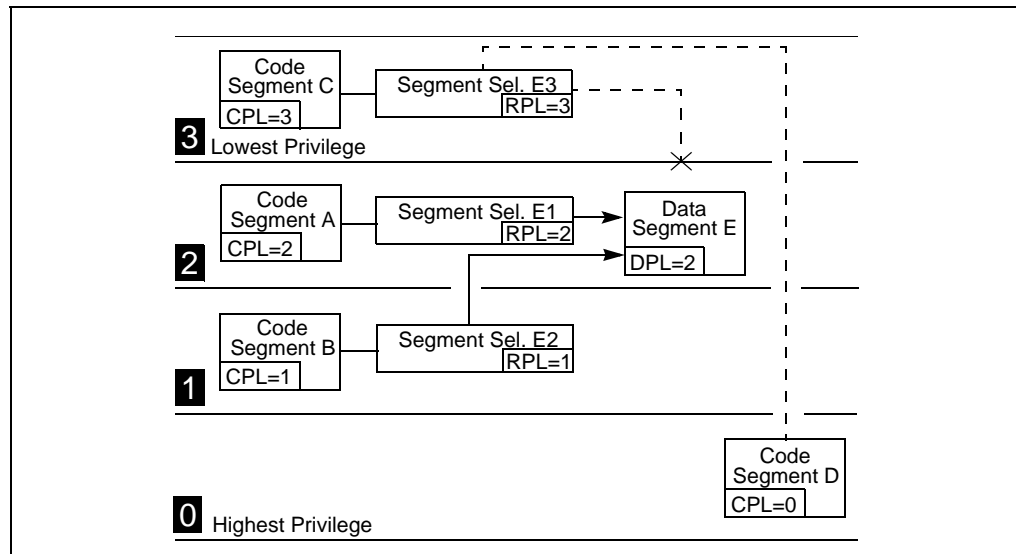 Code
Segment C
CPL=3
Segment Sel. E3
RPL=3
3
Lowest Privilege
Code
Segment A
CPL=2
Segment Sel. E1
RPL=2
Data
Segment E
DPL=2
2
Code
Segment B
CPL=1
Segment Sel. E2
RPL=1
1
Code
Segment D
CPL=0
0
Highest Privilege